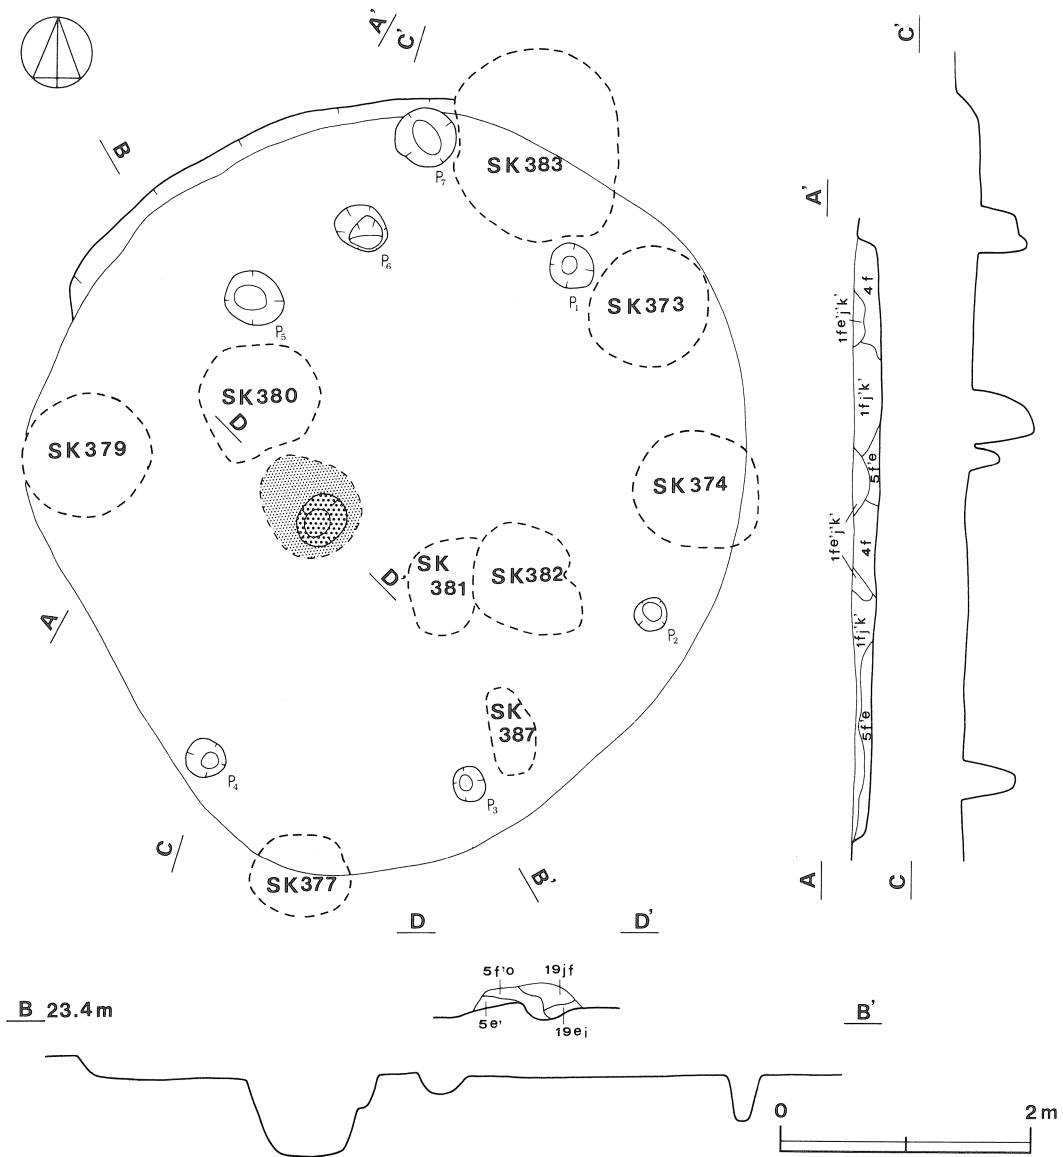 A'
C'
C'
B
SK383
P₇
A'
P₆
P₁
SK373
4f
1fe'j'k'
P₅
SK380
D
1fj'k'
SK379
SK374
5f'e
1fe'j'k'
4f
D'
SK
381
SK382
A
P₂
1fj'k'
SK
387
5f'e
P₄
P₃
C
SK377
B'
A
C
D
D'
5f'o
19jf
B 23.4m
5e'
19ej
B'
0
2m